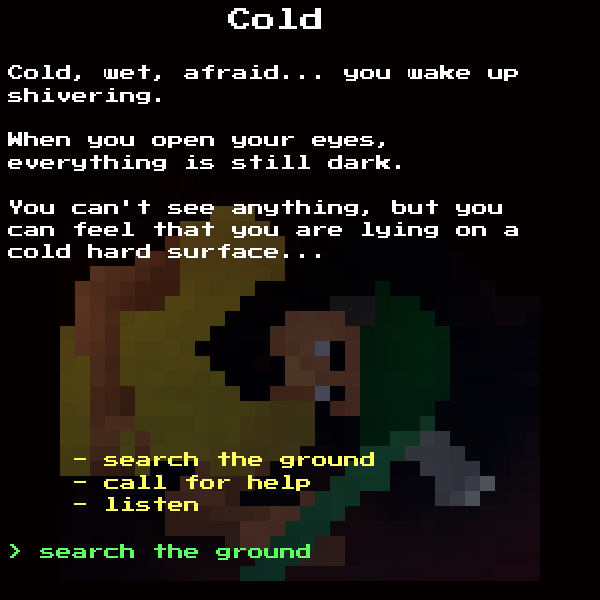 Cold
Cold, wet, afraid... you wake up
shivering.
When you open your eyes,
everything is still dark.
You can't see anything, but you
can feel that you are lying on a
cold hard surface...
- search the ground
- call for help
- listen
> search the ground